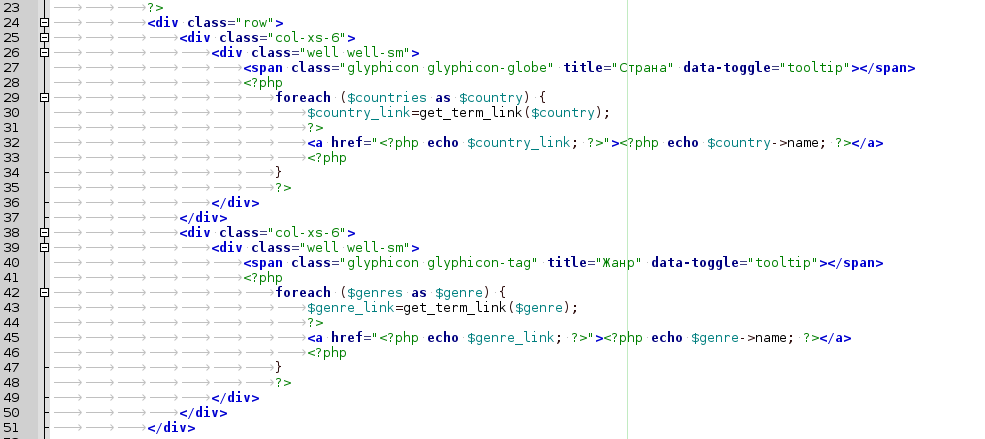 23 ?>
24 <div class="row">
25 <div class="col-xs-6">
26 <div class="well well-sm">
27 <span class="glyphicon glyphicon-globe" title="Страна" data-toggle="tooltip"></span>
28 <?php
29 foreach ($countries as $country) {
30 $country_link=get_term_link($country);
31 ?>
32 <a href="<?php echo $country_link; ?>"><?php echo $country->name; ?></a>
33 <?php
34 }
35 ?>
36 </div>
37 </div>
38 <div class="col-xs-6">
39 <div class="well well-sm">
40 <span class="glyphicon glyphicon-tag" title="Жанр" data-toggle="tooltip"></span>
41 <?php
42 foreach ($genres as $genre) {
43 $genre_link=get_term_link($genre);
44 ?>
45 <a href="<?php echo $genre_link; ?>"><?php echo $genre->name; ?></a>
46 <?php
47 }
48 ?>
49 </div>
50 </div>
51 </div>